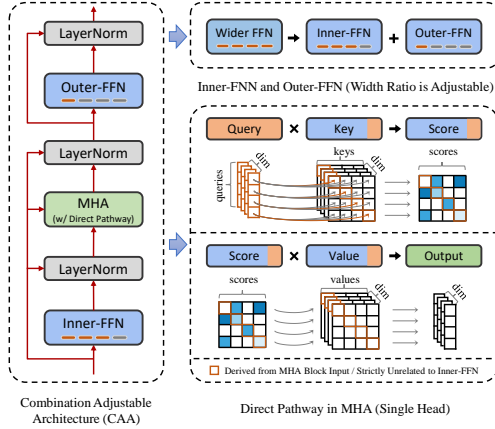 LayerNorm
Outer-FFN
LayerNorm
MHA
(w/ Direct Pathway)
LayerNorm
Inner-FFN
Combination Adjustable
Architecture (CAA)
Wider FFN
Inner-FFN
+
Outer-FFN
Inner-FNN and Outer-FFN (Width Ratio is Adjustable)
Query
×
Key
Score
queries
dim
keys
dim
scores
Score
×
Value
Output
scores
values
dim
dim
Derived from MHA Block Input / Strictly Unrelated to Inner-FFN
Direct Pathway in MHA (Single Head)